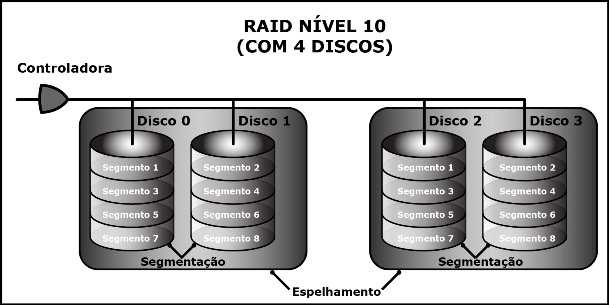 RAID NÍVEL 10
(COM 4 DISCOS)
Controladora
Disco 0
Disco 1
Disco 2
Disco 3
Segmento 1
Segmento 3
Segmento 5
Segmento 7
Segmento 2
Segmento 4
Segmento 6
Segmento 8
Segmento 1
Segmento 3
Segmento 5
Segmento 7
Segmento 2
Segmento 4
Segmento 6
Segmento 8
Segmentação
Segmentação
Espelhamento